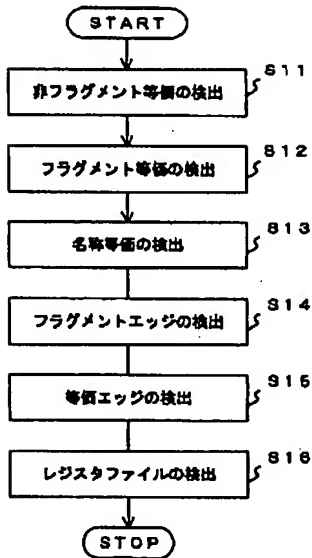 START
非フラグメント等価の検出
S11
フラグメント等価の検出
S12
名称等価の検出
S13
フラグメントエッジの検出
S14
等価エッジの検出
S15
レジスタファイルの検出
S16
STOP